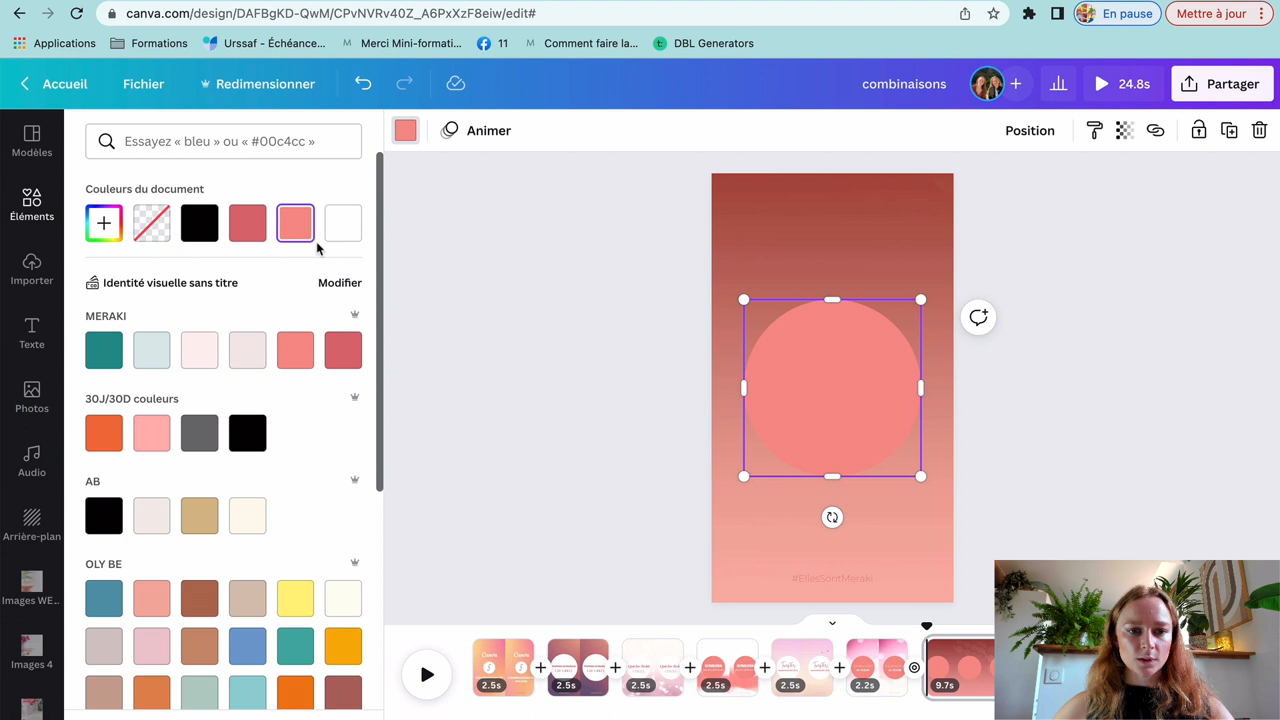 canva.com/design/DAFBgKD-QwM/CPvNVRv40Z_A6PxXzF8eiw/edit#
En pause
Mettre à jour
Applications
Formations
Urssaf - Échéance...
Merci Mini-formati...
11
Comment faire la...
DBL Generators
Accueil
Fichier
Redimensionner
combinaisons
24.8s
Partager
Modèles
Éléments
Importer
Texte
Photos
Audio
Arrière-plan
Images WE...
Images 4
Essayez « bleu » ou « #00c4cc »
Couleurs du document
Identité visuelle sans titre
Modifier
MERAKI
30J/30D couleurs
AB
OLY BE
Animer
Position
#EllesSontMeraki
2.5s
2.5s
2.5s
2.5s
2.5s
2.2s
9.7s